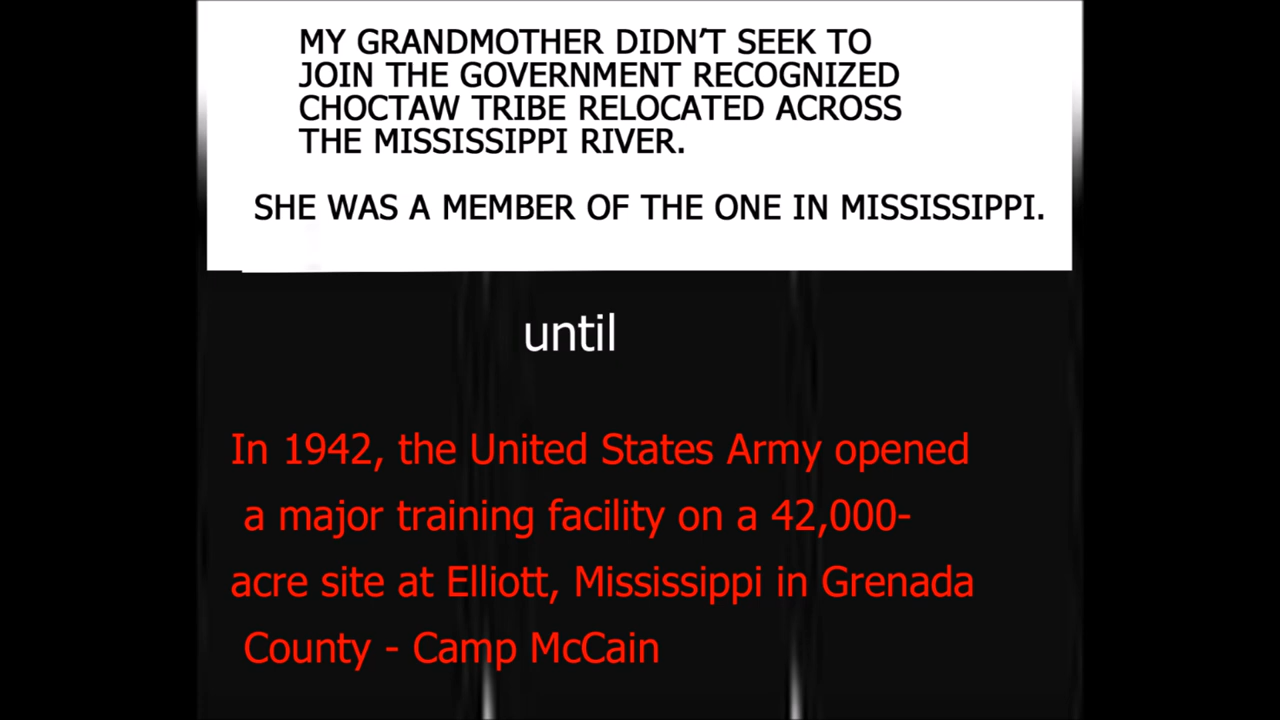 MY GRANDMOTHER DIDN'T SEEK TO
JOIN THE GOVERNMENT RECOGNIZED
CHOCTAW TRIBE RELOCATED ACROSS
THE MISSISSIPPI RIVER.
SHE WAS A MEMBER OF THE ONE IN MISSISSIPPI.
until
In 1942, the United States Army opened
a major training facility on a 42,000-
acre site at Elliott, Mississippi in Grenada
County - Camp McCain